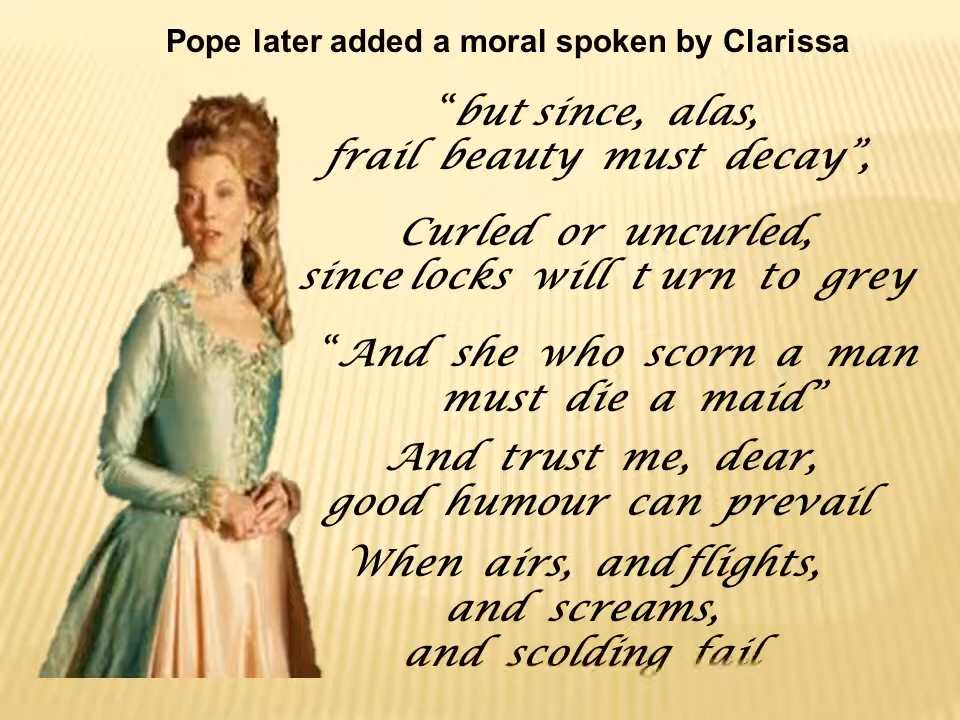 Pope later added a moral spoken by Clarissa
“but since, alas,
frail beauty must decay”,
Curled or uncurled,
since locks will t urn to grey
“And she who scorn a man
must die a maid”
And trust me, dear,
good humour can prevail
When airs, and flights,
and screams,
and scolding fail